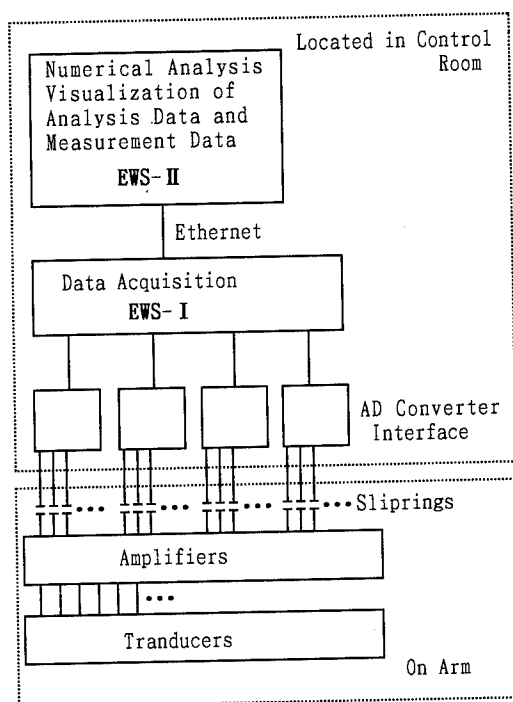 Located in Control
Room
Numerical Analysis
Visualization of
Analysis Data and
Measurement Data
EWS-II
Ethernet
Data Acquisition
EWS-I
AD Converter
Interface
Sliprings
Amplifiers
Tranducers
On Arm